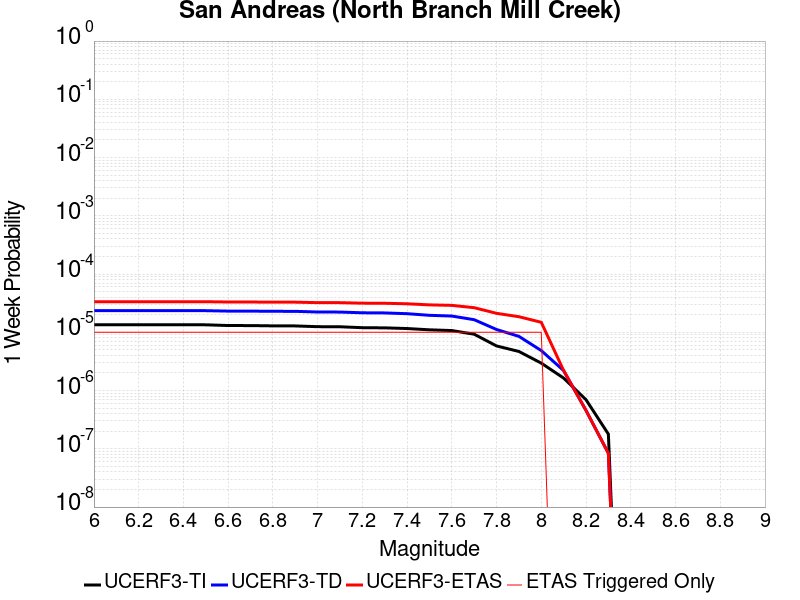 San Andreas (North Branch Mill Creek)
10^0
10^-1
10^-2
10^-3
10^-4
10^-5
10^-6
10^-7
10^-8
1 Week Probability
6 6.2 6.4 6.6 6.8 7 7.2 7.4 7.6 7.8 8 8.2 8.4 8.6 8.8 9
Magnitude
UCERF3-TI UCERF3-TD UCERF3-ETAS ETAS Triggered Only